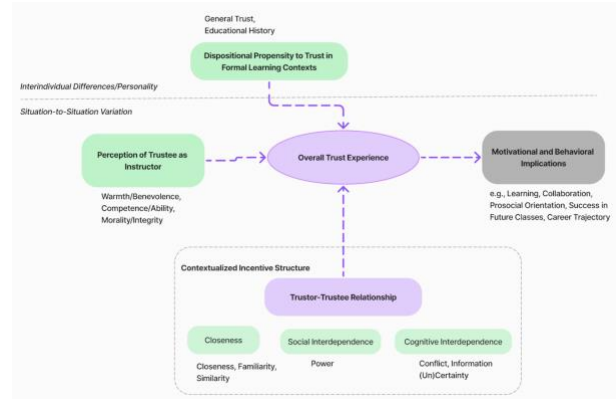 General Trust,
Educational History
Dispositional Propensity to Trust in
Formal Learning Contexts
Interindividual Differences/Personality
Situation-to-Situation Variation
Perception of Trustee as
Instructor
Warmth/Benevolence,
Competence/Ability,
Morality/Integrity
Overall Trust Experience
Motivational and Behavioral
Implications
e.g., Learning, Collaboration,
Prosocial Orientation, Success in
Future Classes, Career Trajectory
Contextualized Incentive Structure
Trustor-Trustee Relationship
Closeness
Closeness, Familiarity,
Similarity
Social Interdependence
Power
Cognitive Interdependence
Conflict, Information
(Un)Certainty